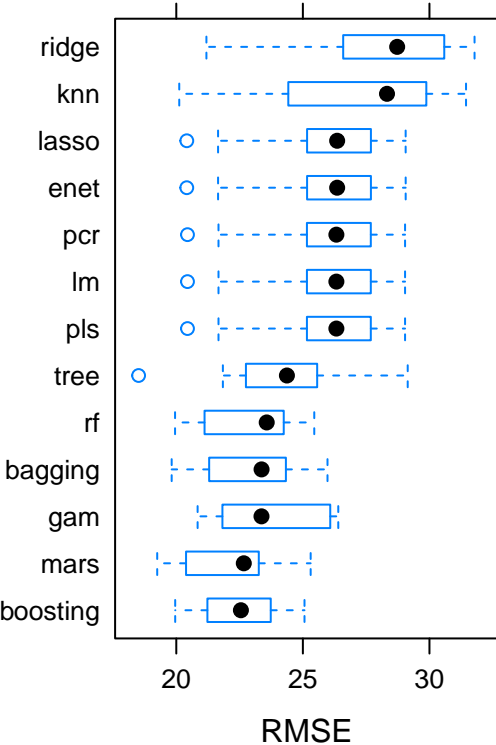 ridge
knn
lasso
enet
pcr
lm
pls
tree
rf
bagging
gam
mars
boosting
20 25 30
RMSE